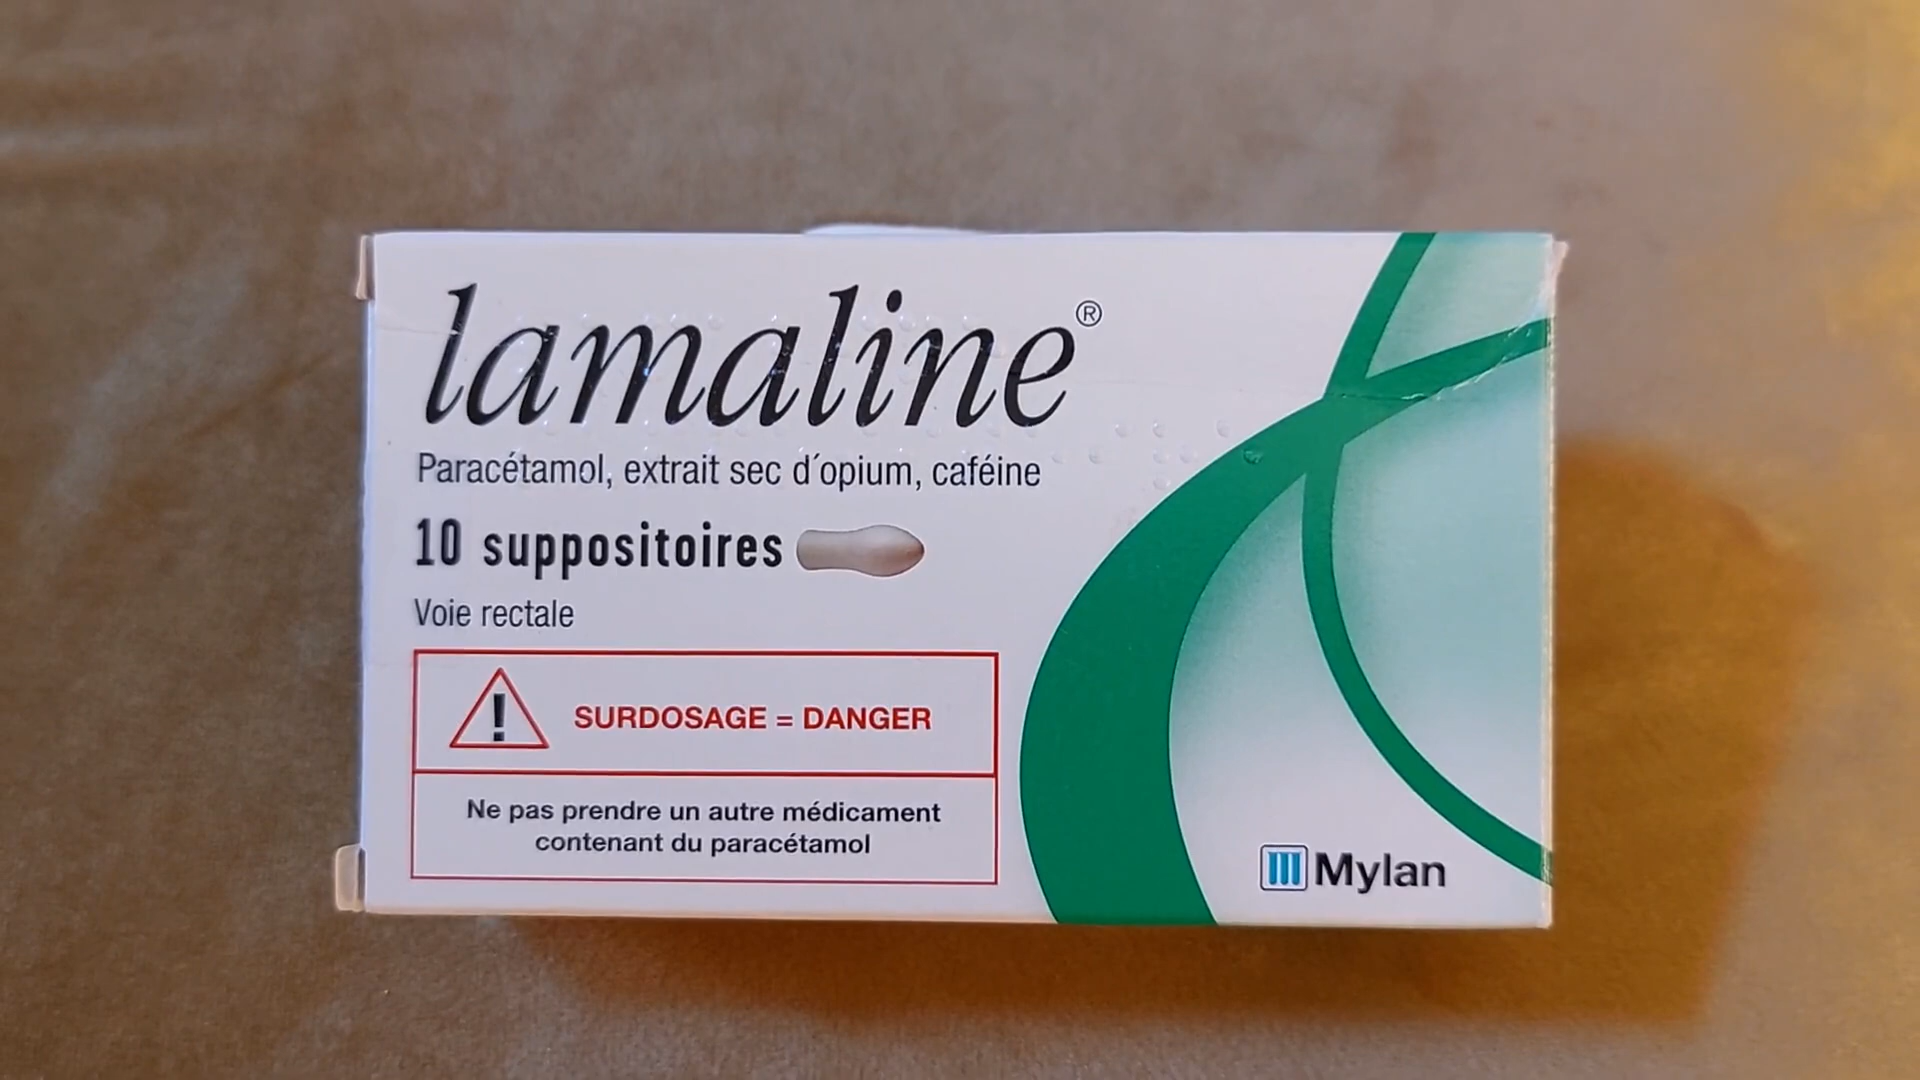 lamaline®
Paracétamol, extrait sec d´opium, caféine
10 suppositoires
Voie rectale
! SURDOSAGE = DANGER
Ne pas prendre un autre médicament
contenant du paracétamol
Mylan